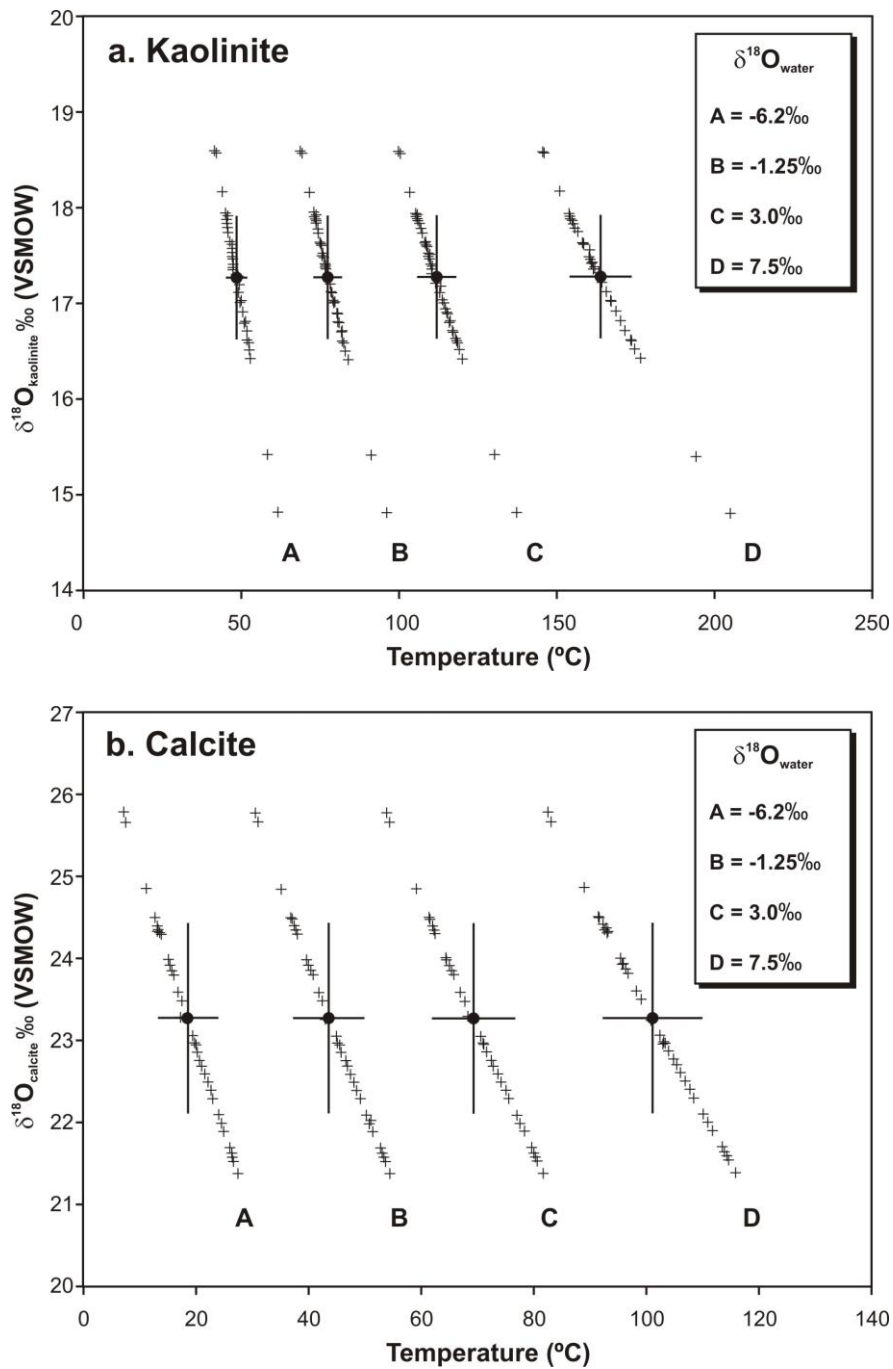 a. Kaolinite
δ¹⁸Owater
A = -6.2‰
B = -1.25‰
C = 3.0‰
D = 7.5‰
20
19
18
17
16
15
14
δ¹⁸Okaolinite ‰ (VSMOW)
A B C D
0 50 100 150 200 250
Temperature (ºC)
b. Calcite
δ¹⁸Owater
A = -6.2‰
B = -1.25‰
C = 3.0‰
D = 7.5‰
27
26
25
24
23
22
21
20
δ¹⁸Ocalcite ‰ (VSMOW)
A B C D
0 20 40 60 80 100 120 140
Temperature (ºC)